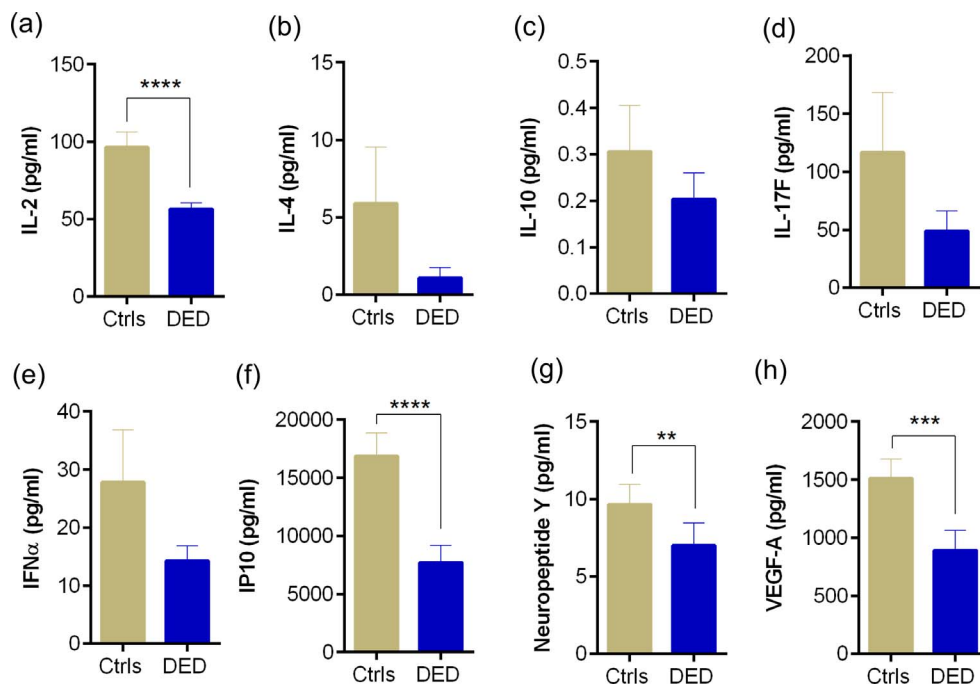 (a)
IL-2 (pg/ml)
150
100
50
0
****
Ctrls DED
(b)
IL-4 (pg/ml)
15
10
5
0
Ctrls DED
(c)
IL-10 (pg/ml)
0.5
0.4
0.3
0.2
0.1
0.0
Ctrls DED
(d)
IL-17F (pg/ml)
200
150
100
50
0
Ctrls DED
(e)
IFNα (pg/ml)
40
30
20
10
0
Ctrls DED
(f)
IP10 (pg/ml)
20000
15000
10000
5000
0
****
Ctrls DED
(g)
Neuropeptide Y (pg/ml)
15
10
5
0
**
Ctrls DED
(h)
VEGF-A (pg/ml)
2000
1500
1000
500
0
***
Ctrls DED